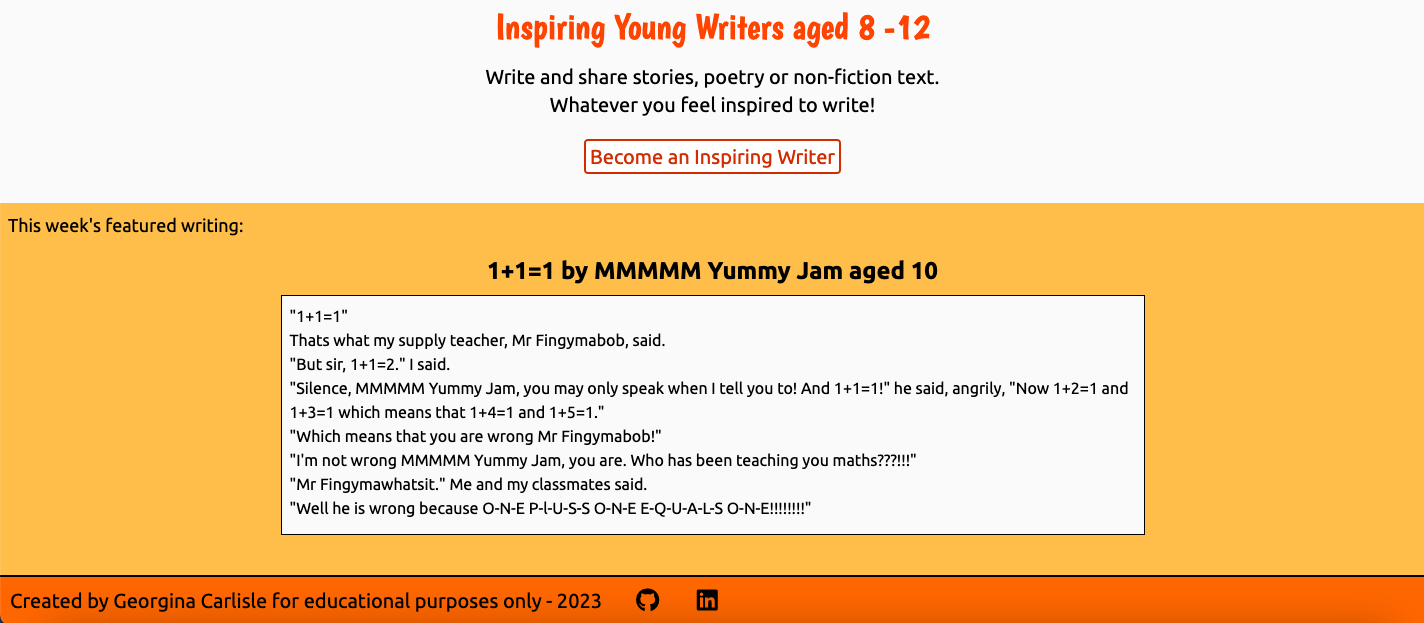 Inspiring Young Writers aged 8 -12
Write and share stories, poetry or non-fiction text.
Whatever you feel inspired to write!
Become an Inspiring Writer
This week's featured writing:
1+1=1 by MMMMM Yummy Jam aged 10
"1+1=1"
Thats what my supply teacher, Mr Fingymabob, said.
"But sir, 1+1=2." I said.
"Silence, MMMMM Yummy Jam, you may only speak when I tell you to! And 1+1=1!" he said, angrily, "Now 1+2=1 and
1+3=1 which means that 1+4=1 and 1+5=1."
"Which means that you are wrong Mr Fingymabob!"
"I'm not wrong MMMMM Yummy Jam, you are. Who has been teaching you maths???!!!"
"Mr Fingymawhatsit." Me and my classmates said.
"Well he is wrong because O-N-E P-l-U-S-S O-N-E E-Q-U-A-L-S O-N-E!!!!!!!!"
Created by Georgina Carlisle for educational purposes only - 2023